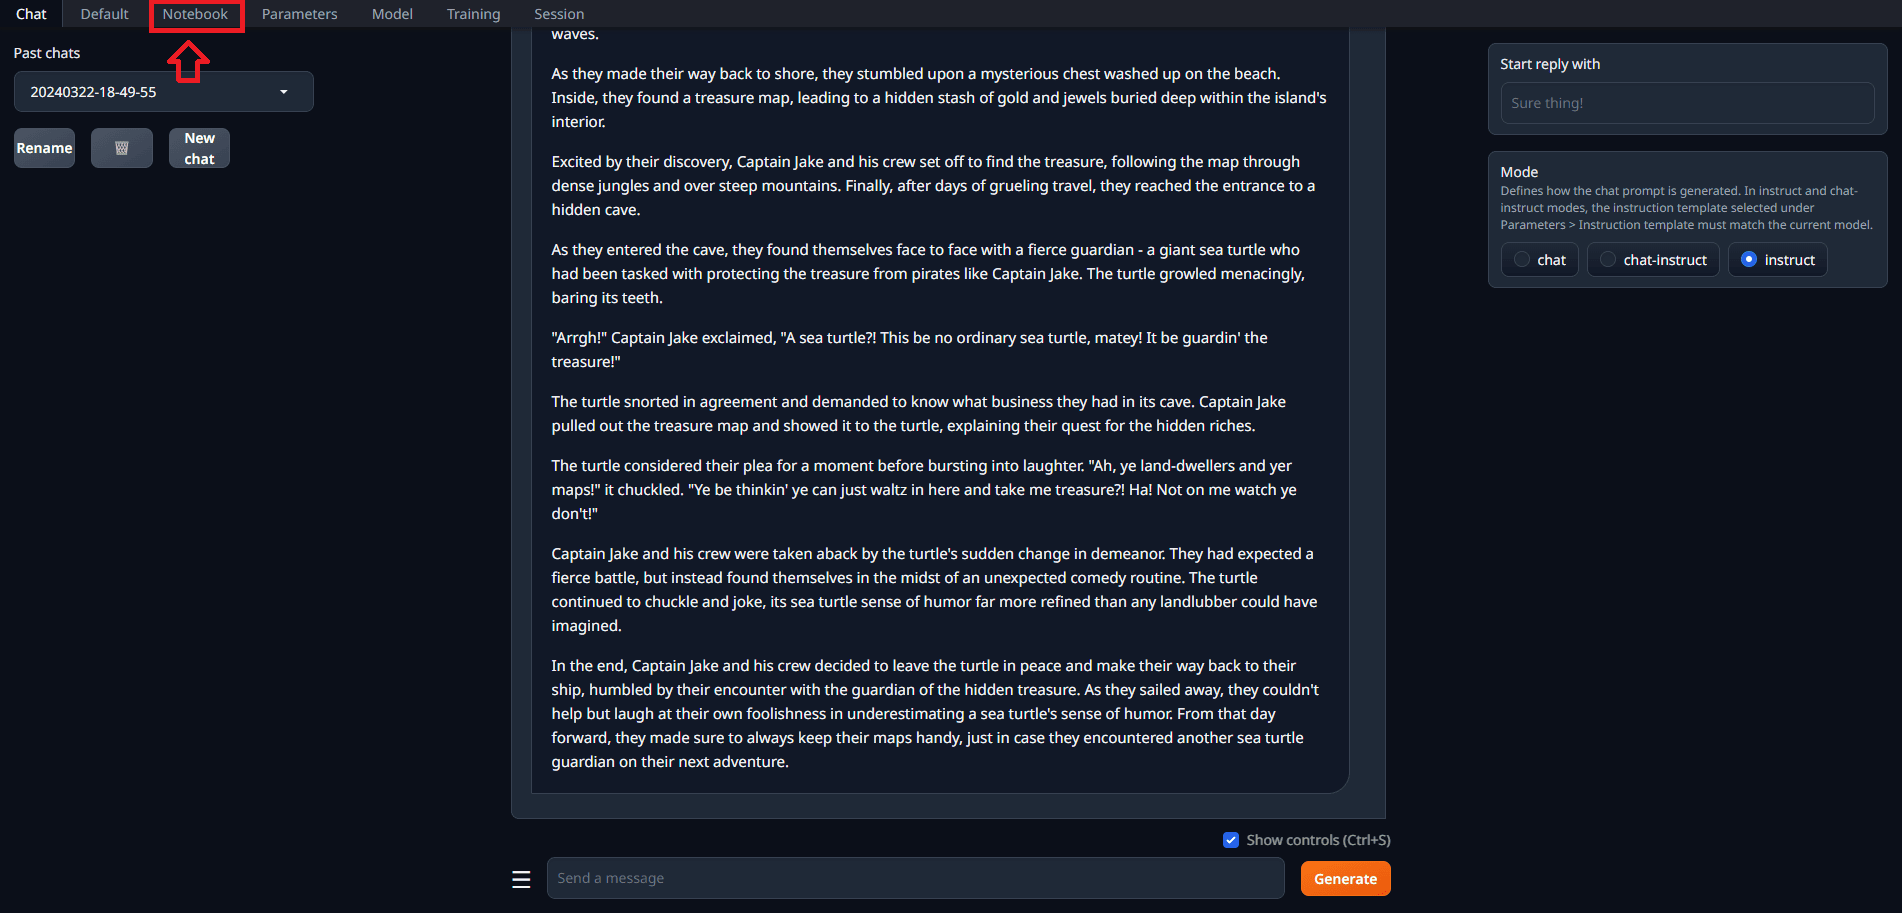 Chat Default Notebook Parameters Model Training Session
Past chats
20240322-18-49-55
Rename
New chat
waves.
As they made their way back to shore, they stumbled upon a mysterious chest washed up on the beach.
Inside, they found a treasure map, leading to a hidden stash of gold and jewels buried deep within the island's
interior.
Excited by their discovery, Captain Jake and his crew set off to find the treasure, following the map through
dense jungles and over steep mountains. Finally, after days of grueling travel, they reached the entrance to a
hidden cave.
As they entered the cave, they found themselves face to face with a fierce guardian - a giant sea turtle who
had been tasked with protecting the treasure from pirates like Captain Jake. The turtle growled menacingly,
baring its teeth.
"Arrgh!" Captain Jake exclaimed, "A sea turtle?! This be no ordinary sea turtle, matey! It be guardin' the
treasure!"
The turtle snorted in agreement and demanded to know what business they had in its cave. Captain Jake
pulled out the treasure map and showed it to the turtle, explaining their quest for the hidden riches.
The turtle considered their plea for a moment before bursting into laughter. "Ah, ye land-dwellers and yer
maps!" it chuckled. "Ye be thinkin' ye can just waltz in here and take me treasure?! Ha! Not on me watch ye
don't!"
Captain Jake and his crew were taken aback by the turtle's sudden change in demeanor. They had expected a
fierce battle, but instead found themselves in the midst of an unexpected comedy routine. The turtle
continued to chuckle and joke, its sea turtle sense of humor far more refined than any landlubber could have
imagined.
In the end, Captain Jake and his crew decided to leave the turtle in peace and make their way back to their
ship, humbled by their encounter with the guardian of the hidden treasure. As they sailed away, they couldn't
help but laugh at their own foolishness in underestimating a sea turtle's sense of humor. From that day
forward, they made sure to always keep their maps handy, just in case they encountered another sea turtle
guardian on their next adventure.
Show controls (Ctrl+S)
Send a message
Generate
Start reply with
Sure thing!
Mode
Defines how the chat prompt is generated. In instruct and chat-
instruct modes, the instruction template selected under
Parameters > Instruction template must match the current model.
chat chat-instruct instruct